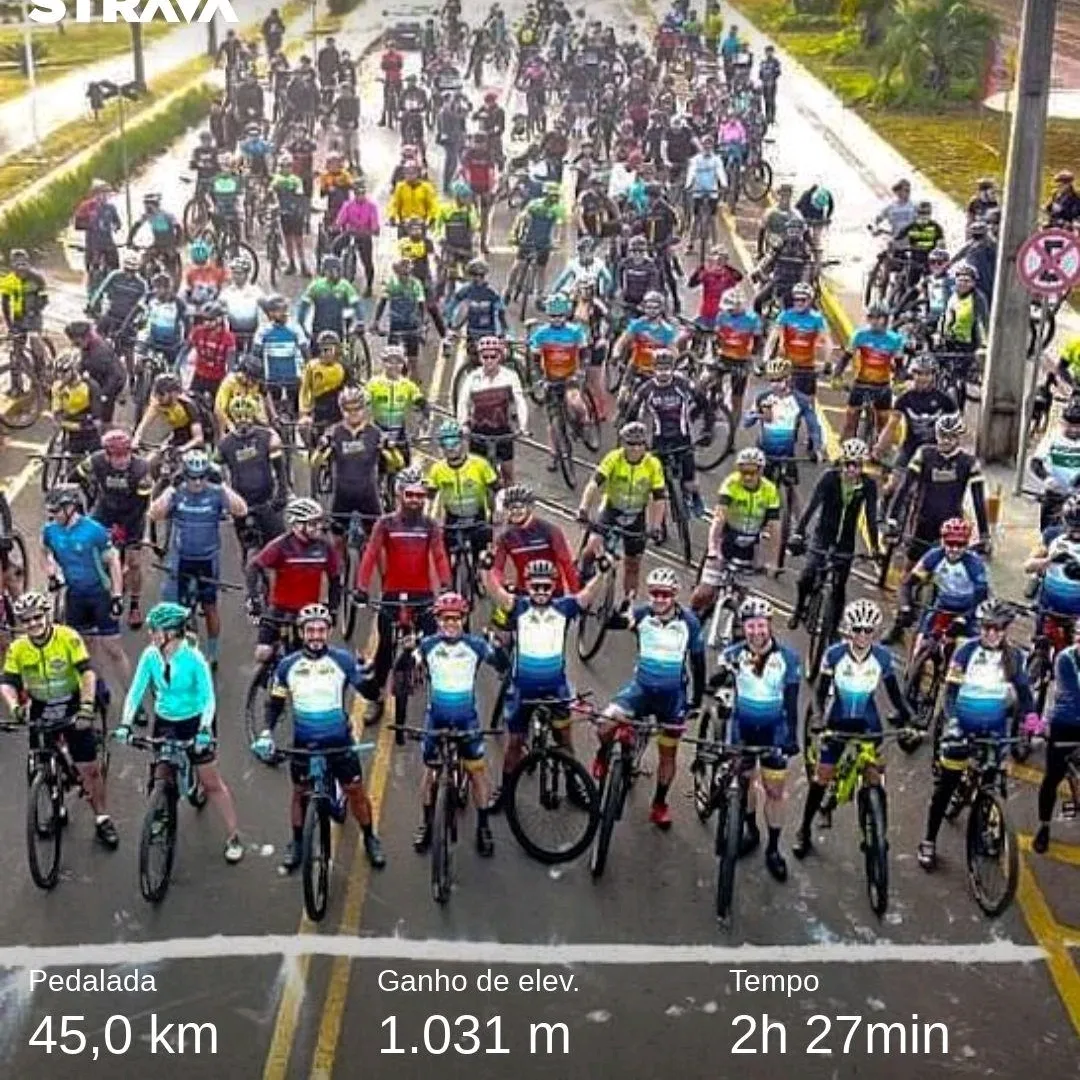 STRAVA
Pedalada
Ganho de elev.
Tempo
45,0 km
1.031 m
2h 27min